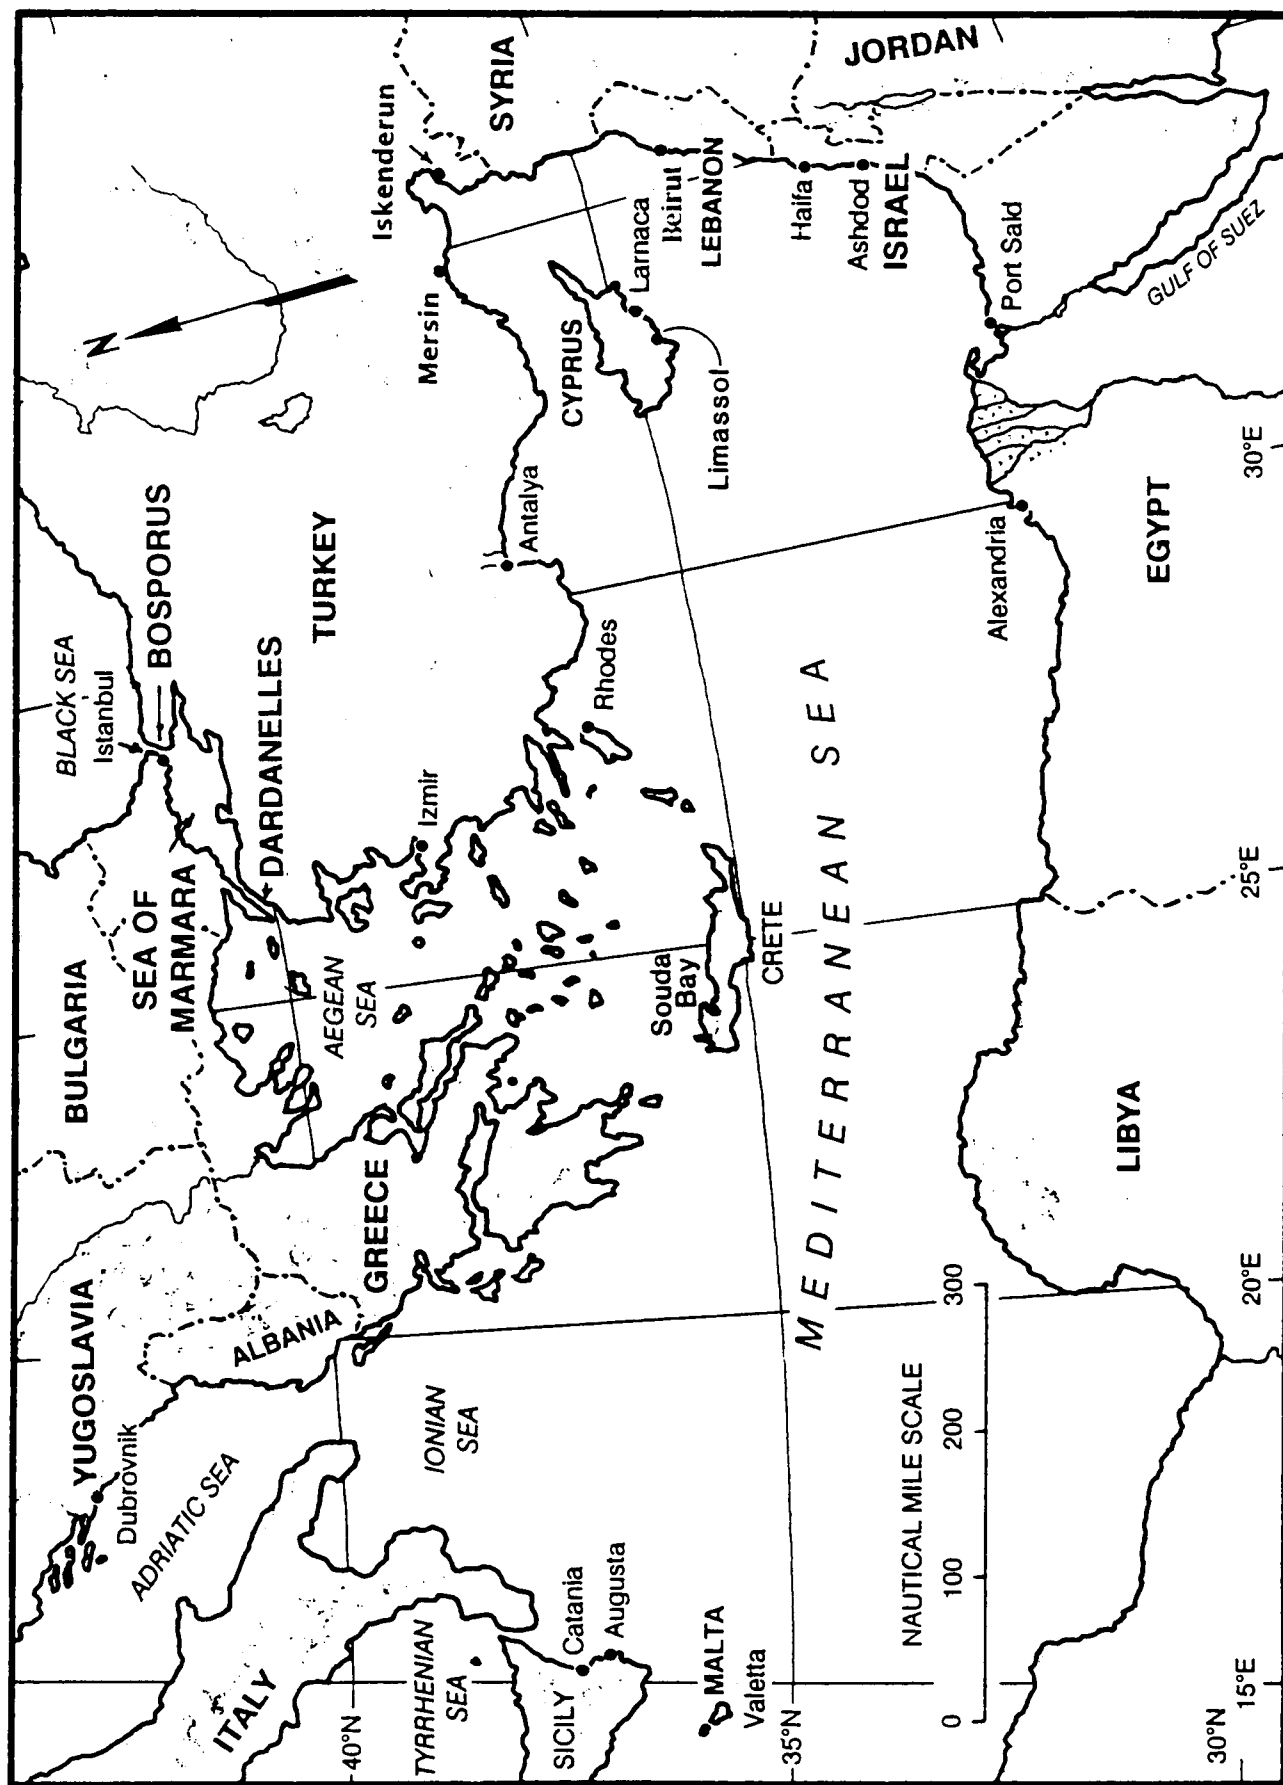 YUGOSLAVIA
Dubrovnik
ADRIATIC SEA
ITALY
40°N
TYRRHENIAN
SEA
SICILY
Catania
Augusta
MALTA
Valetta
35°N
IONIAN
SEA
ALBANIA
GREECE
BULGARIA
SEA OF
MARMARA
AEGEAN
SEA
BLACK SEA
Istanbul
BOSPORUS
DARDANELLES
TURKEY
Izmir
Rhodes
Antalya
Souda
Bay
CRETE
N
Mersin
Iskenderun
SYRIA
CYPRUS
Larnaca
Limassol
Beirut
LEBANON
Haifa
Ashdod
ISRAEL
JORDAN
Port Said
GULF OF SUEZ
Alexandria
EGYPT
LIBYA
MEDITERRANEAN SEA
NAUTICAL MILE SCALE
0 100 200 300
30°N
15°E
20°E
25°E
30°E